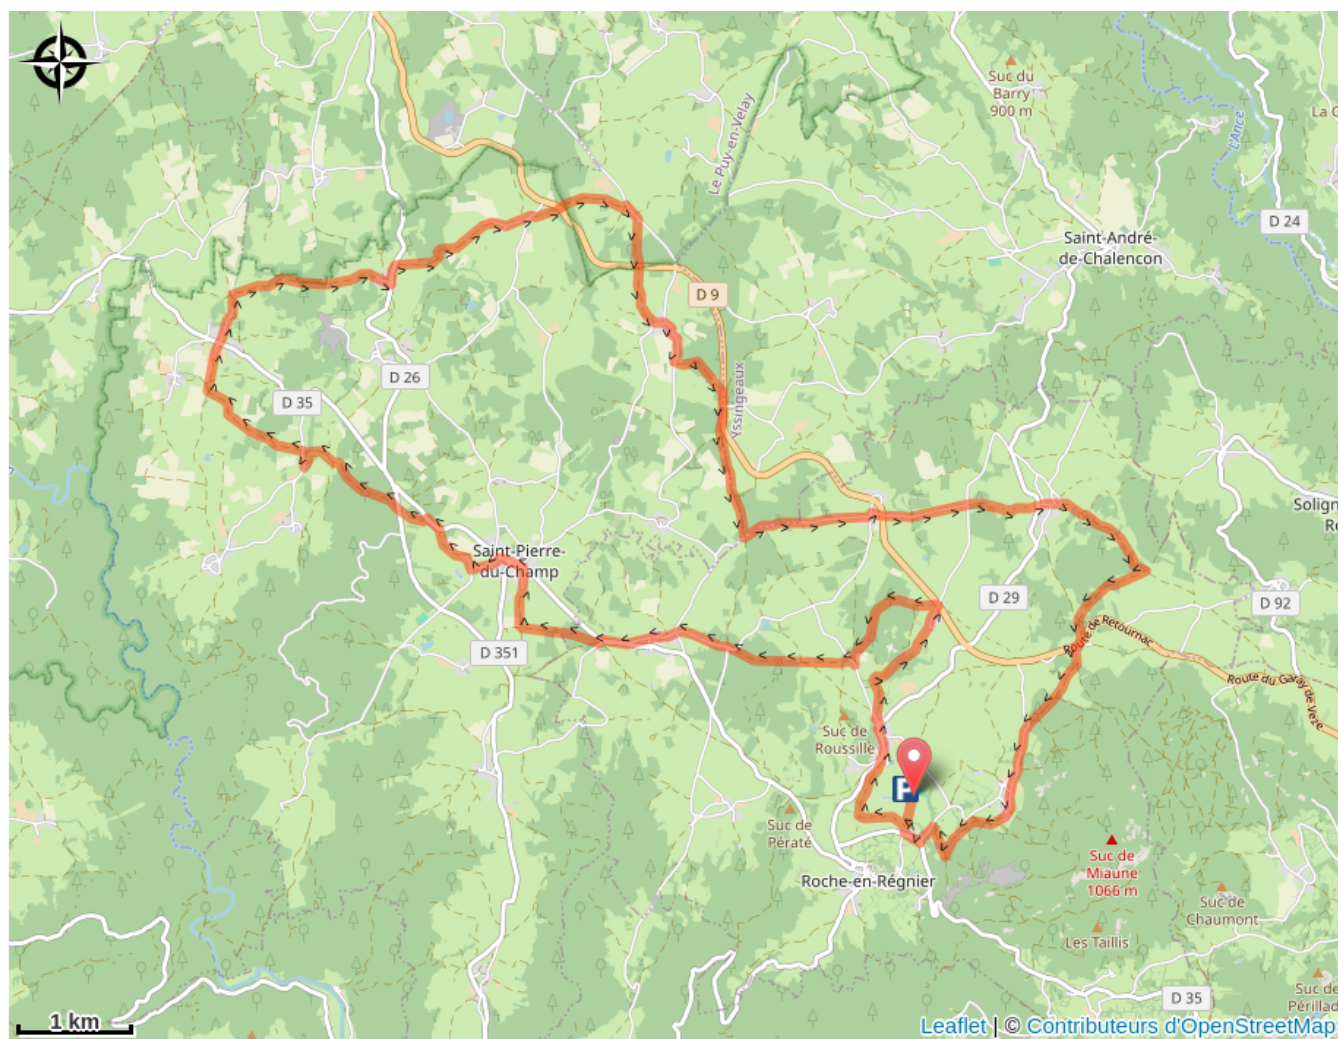 Suc du
Barry
900 m
La C
L'Ance
Le Puy-en-Velay
D 24
Saint-André-
de-Chalencon
D 9
D 26
Yssingeaux
D 35
Solign
Re
Saint-Pierre-
du-Champ
D 29
D 92
Route de Retournac
D 351
Route du Garay de Veze
Suc de
Roussille
P
Suc de
Pérate
Suc de
Miaune
1066 m
Roche-en-Régnier
Suc de
Chaumont
Les Taillis
Suc de
Périllad
D 35
1 km
Leaflet | © Contributeurs d'OpenStreetMap